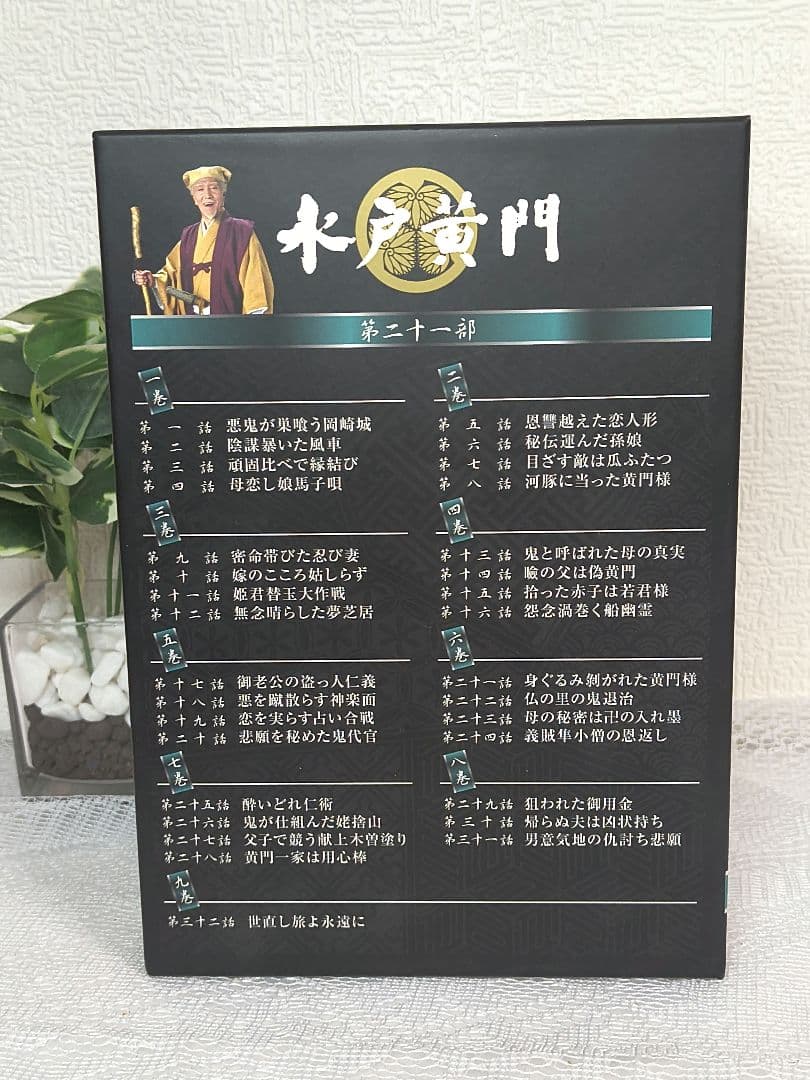 水戸黄門
第二十一部
一巻
第一話 悪鬼が巣喰う岡崎城
第二話 陰謀暴いた風車
第三話 頑固比べで縁結び
第四話 母恋し娘馬子唄
二巻
第五話 恩讐越えた恋人形
第六話 秘伝運んだ孫娘
第七話 目ざす敵は瓜ふたつ
第八話 河豚に当った黄門様
三巻
第九話 密命帯びた忍び妻
第十話 嫁のこころ姑しらず
第十一話 姫君替玉大作戦
第十二話 無念晴らした夢芝居
四巻
第十三話 鬼と呼ばれた母の真実
第十四話 瞼の父は偽黄門
第十五話 拾った赤子は若君様
第十六話 怨念渦巻く船幽霊
五巻
第十七話 御老公の盗っ人仁義
第十八話 悪を蹴散らす神楽面
第十九話 恋を実らす占い合戦
第二十話 悲願を秘めた鬼代官
六巻
第二十一話 身ぐるみ剥がれた黄門様
第二十二話 仏の里の鬼退治
第二十三話 母の秘密は卍の入れ墨
第二十四話 義賊隼小僧の恩返し
七巻
第二十五話 酔いどれ仁術
第二十六話 鬼が仕組んだ姥捨山
第二十七話 父子で競う献上木曽塗り
第二十八話 黄門一家は用心棒
八巻
第二十九話 狙われた御用金
第三十話 帰らぬ夫は凶状持ち
第三十一話 男意気地の仇討ち悲願
九巻
第三十二話 世直し旅よ永遠に